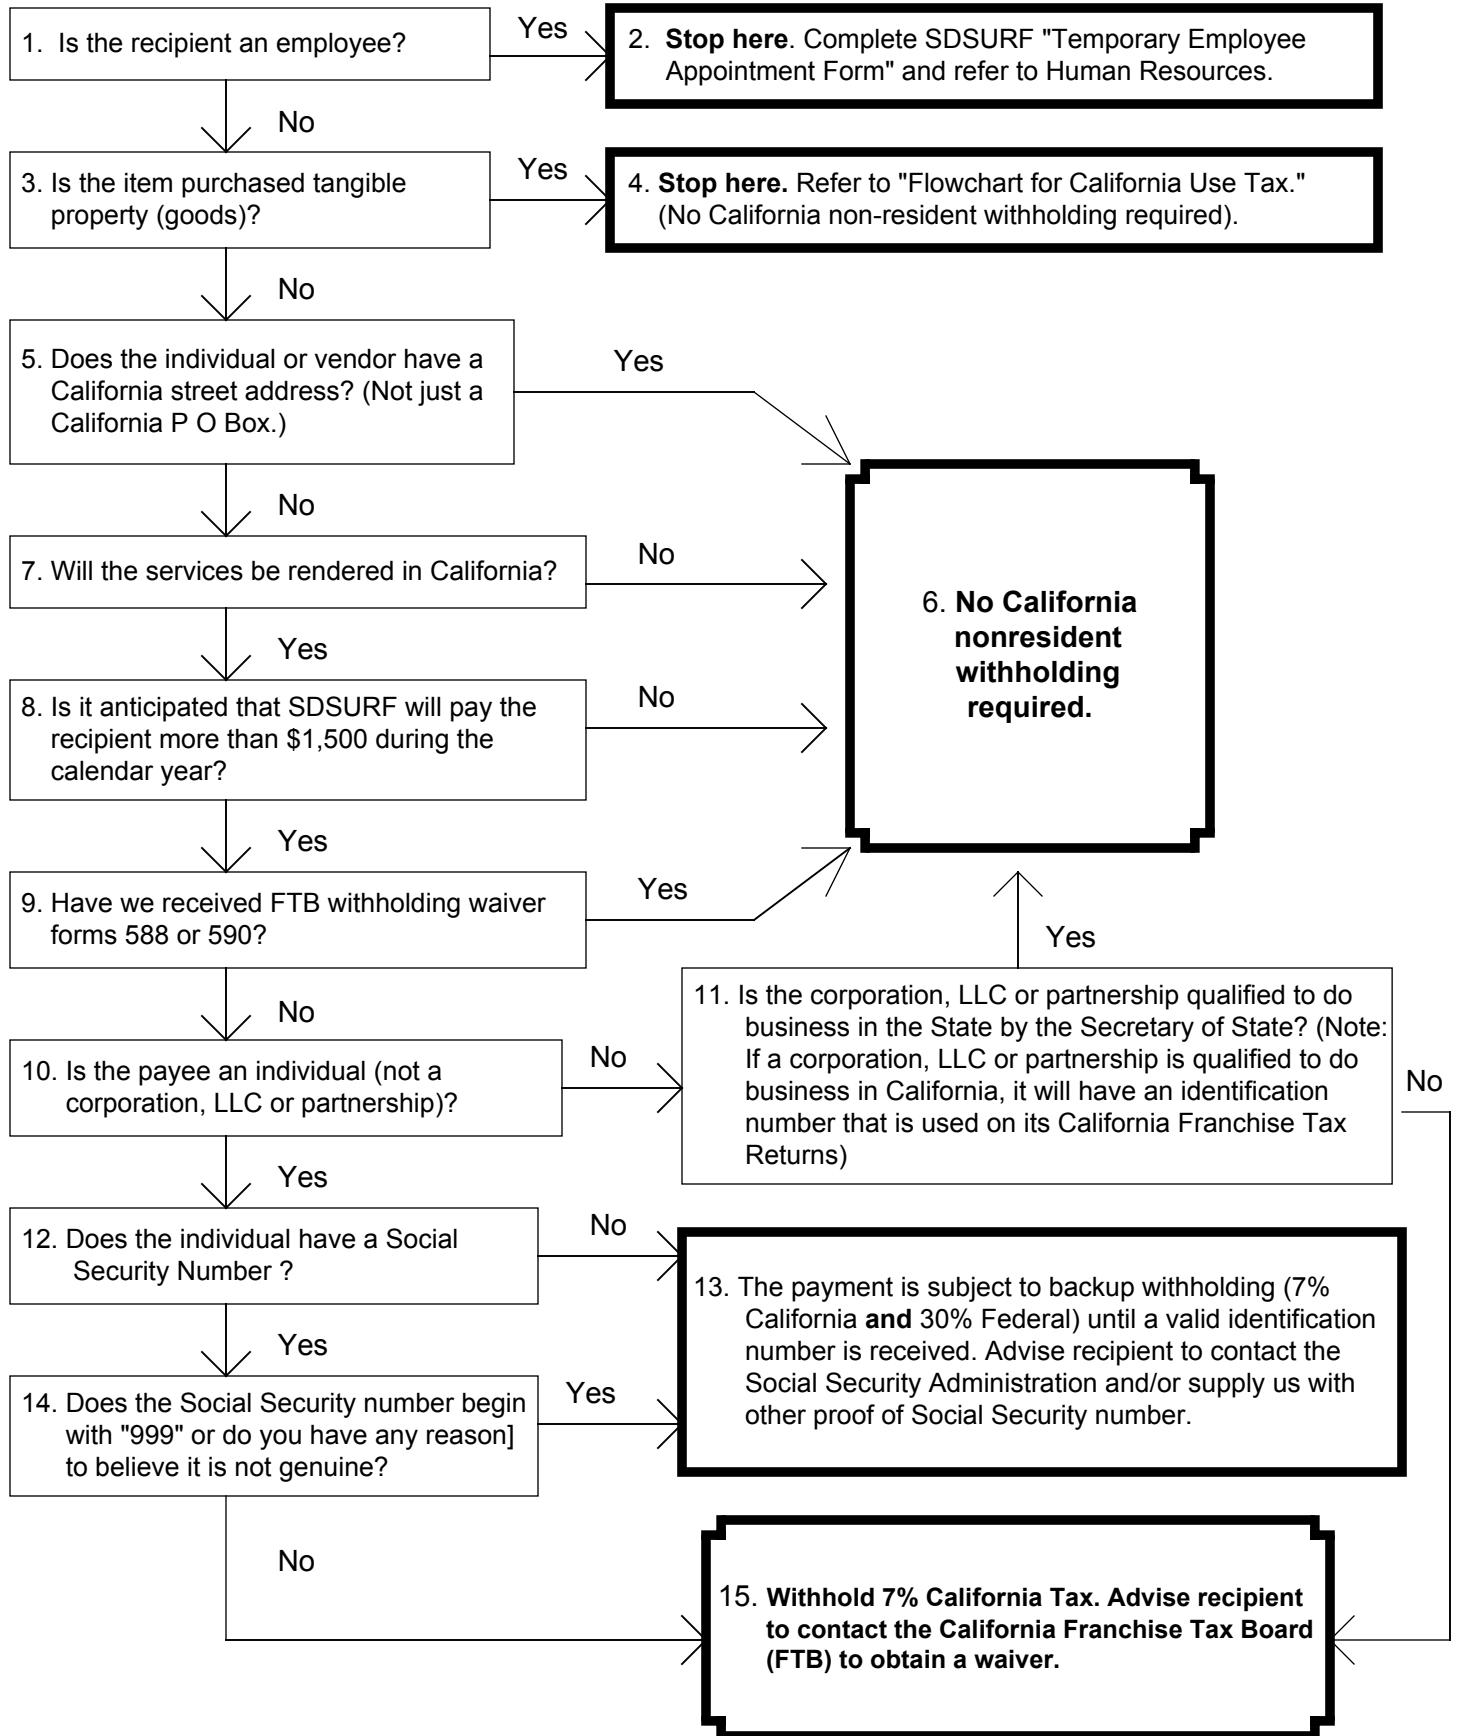 1. Is the recipient an employee?
Yes
2. Stop here. Complete SDSURF "Temporary Employee
Appointment Form" and refer to Human Resources.
No
3. Is the item purchased tangible
property (goods)?
Yes
4. Stop here. Refer to "Flowchart for California Use Tax."
(No California non-resident withholding required).
No
5. Does the individual or vendor have a
California street address? (Not just a
California P O Box.)
Yes
No
7. Will the services be rendered in California?
No
6. No California
nonresident
withholding
required.
Yes
8. Is it anticipated that SDSURF will pay the
recipient more than $1,500 during the
calendar year?
No
Yes
9. Have we received FTB withholding waiver
forms 588 or 590?
Yes
No
10. Is the payee an individual (not a
corporation, LLC or partnership)?
No
Yes
11. Is the corporation, LLC or partnership qualified to do
business in the State by the Secretary of State? (Note:
If a corporation, LLC or partnership is qualified to do
business in California, it will have an identification
number that is used on its California Franchise Tax
Returns)
No
Yes
12. Does the individual have a Social
Security Number ?
No
13. The payment is subject to backup withholding (7%
California and 30% Federal) until a valid identification
number is received. Advise recipient to contact the
Social Security Administration and/or supply us with
other proof of Social Security number.
Yes
14. Does the Social Security number begin
with "999" or do you have any reason]
to believe it is not genuine?
Yes
No
15. Withhold 7% California Tax. Advise recipient
to contact the California Franchise Tax Board
(FTB) to obtain a waiver.